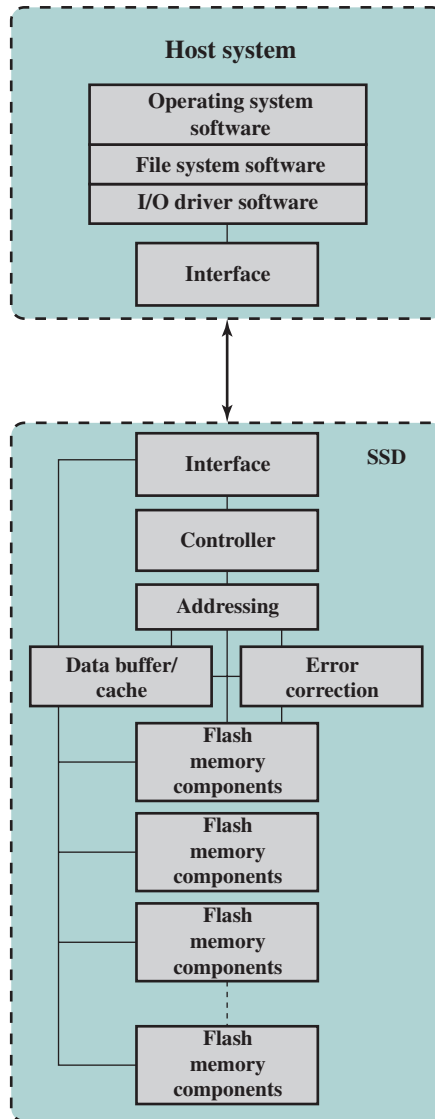 Host system
Operating system
software
File system software
I/O driver software
Interface
Interface
SSD
Controller
Addressing
Data buffer/
cache
Error
correction
Flash
memory
components
Flash
memory
components
Flash
memory
components
Flash
memory
components